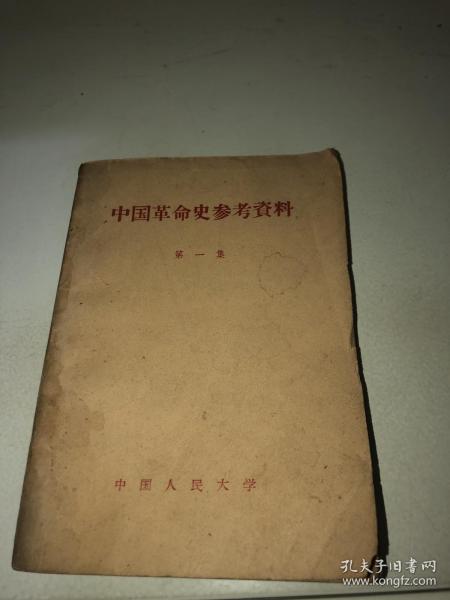 中国革命史参考資料
第一集
中国人民大学
孔夫子旧书网
www.kongfz.com